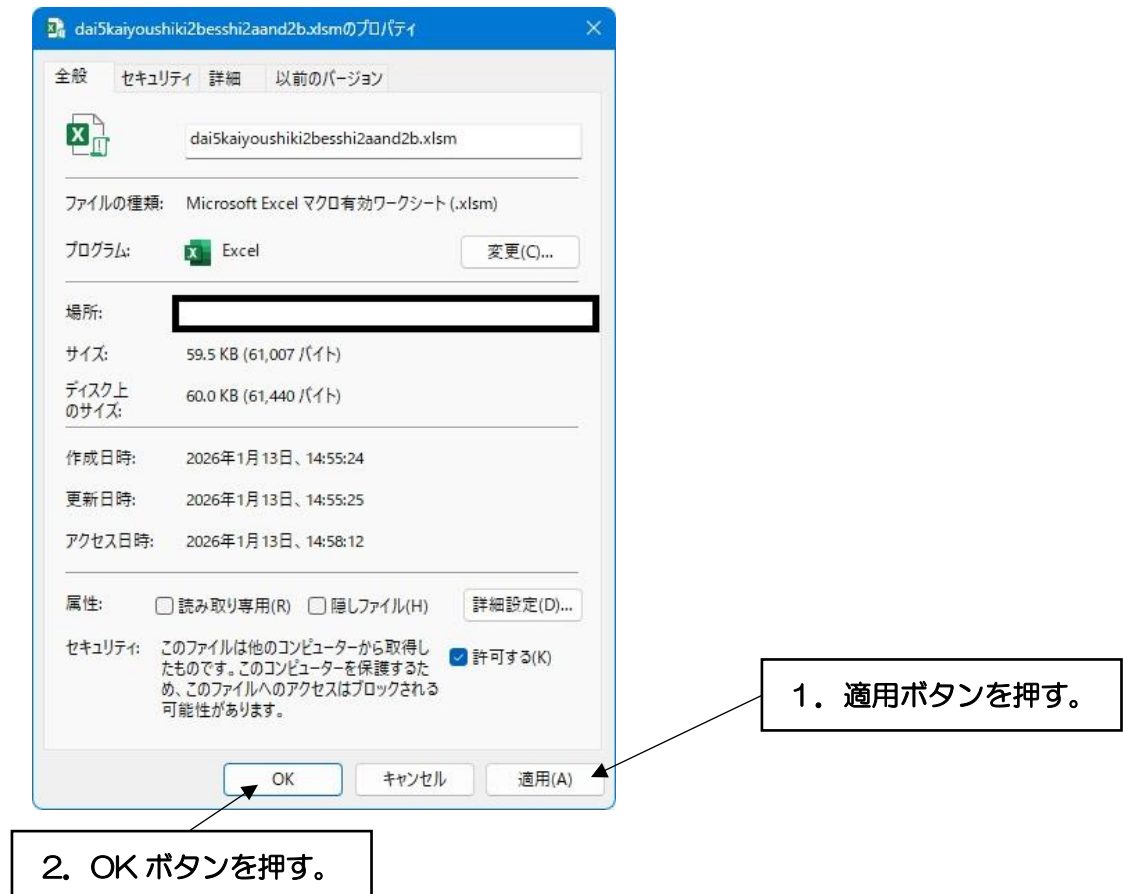 dai5kaiyoushiki2besshi2aand2b.xlsmのプロパティ
全般 セキュリティ 詳細 以前のバージョン
dai5kaiyoushiki2besshi2aand2b.xlsm
ファイルの種類: Microsoft Excel マクロ有効ワークシート (.xlsm)
プログラム: Excel 変更(C)...
場所:
サイズ: 59.5 KB (61,007 バイト)
ディスク上
のサイズ: 60.0 KB (61,440 バイト)
作成日時: 2026年1月13日、14:55:24
更新日時: 2026年1月13日、14:55:25
アクセス日時: 2026年1月13日、14:58:12
属性: 読み取り専用(R) 隠しファイル(H) 詳細設定(D)...
セキュリティ: このファイルは他のコンピューターから取得し
たものです。このコンピューターを保護するた
め、このファイルへのアクセスはブロックされる
可能性があります。
許可する(K)
1．適用ボタンを押す。
OK キャンセル 適用(A)
2．OK ボタンを押す。